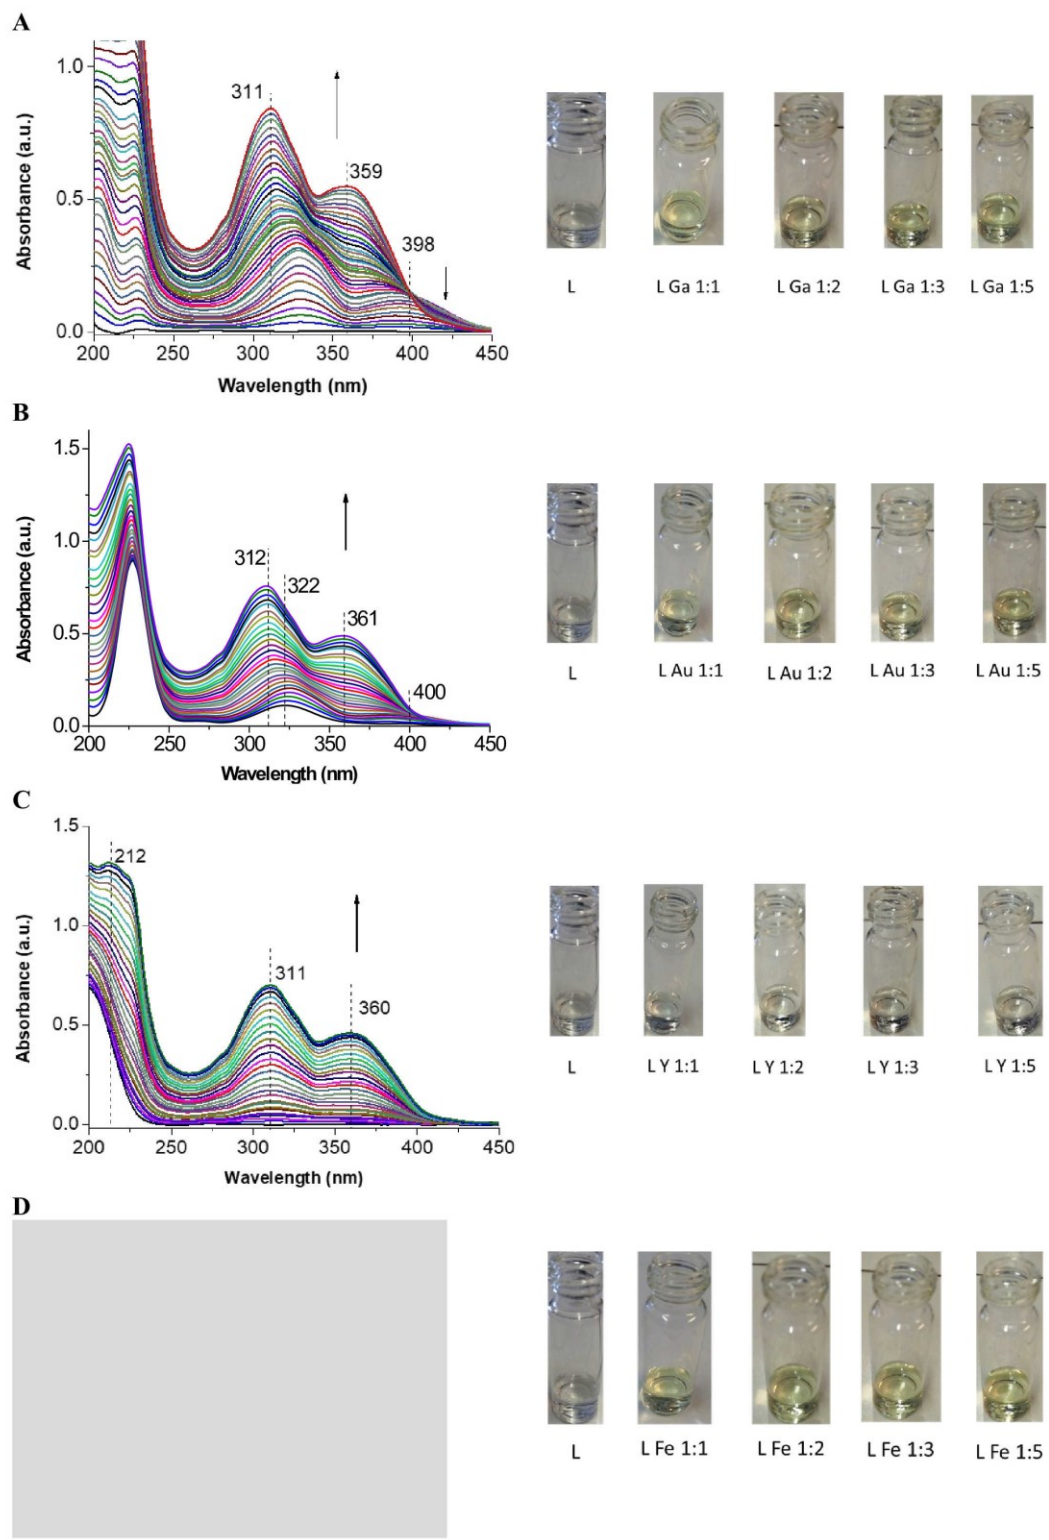 A
Absorbance (a.u.)
1.0
0.5
0.0
311
359
398
200 250 300 350 400 450
Wavelength (nm)
L
L Ga 1:1
L Ga 1:2
L Ga 1:3
L Ga 1:5
B
Absorbance (a.u.)
1.5
1.0
0.5
0.0
312
322
361
400
200 250 300 350 400 450
Wavelength (nm)
L
L Au 1:1
L Au 1:2
L Au 1:3
L Au 1:5
C
Absorbance (a.u.)
1.5
1.0
0.5
0.0
212
311
360
200 250 300 350 400 450
Wavelength (nm)
L
L Y 1:1
L Y 1:2
L Y 1:3
L Y 1:5
D
L
L Fe 1:1
L Fe 1:2
L Fe 1:3
L Fe 1:5